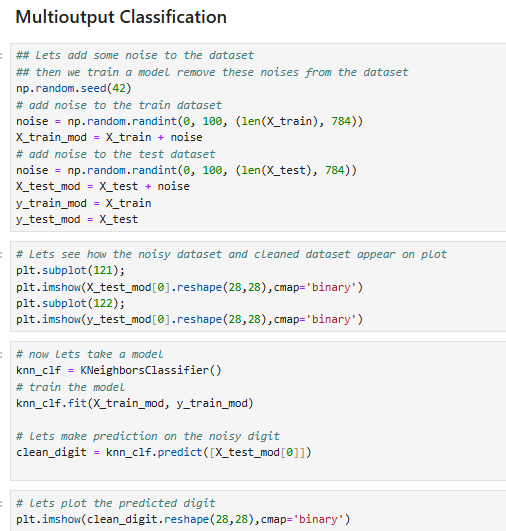 Multioutput Classification
## Lets add some noise to the dataset
## then we train a model remove these noises from the dataset
np.random.seed(42)
# add noise to the train dataset
noise = np.random.randint(0, 100, (len(X_train), 784))
X_train_mod = X_train + noise
# add noise to the test dataset
noise = np.random.randint(0, 100, (len(X_test), 784))
X_test_mod = X_test + noise
y_train_mod = X_train
y_test_mod = X_test
# Lets see how the noisy dataset and cleaned dataset appear on plot
plt.subplot(121);
plt.imshow(X_test_mod[0].reshape(28,28),cmap='binary')
plt.subplot(122);
plt.imshow(y_test_mod[0].reshape(28,28),cmap='binary')
# now lets take a model
knn_clf = KNeighborsClassifier()
# train the model
knn_clf.fit(X_train_mod, y_train_mod)
# lets make prediction on the noisy digit
clean_digit = knn_clf.predict([X_test_mod[0]])
# lets plot the predicted digit
plt.imshow(clean_digit.reshape(28,28),cmap='binary')